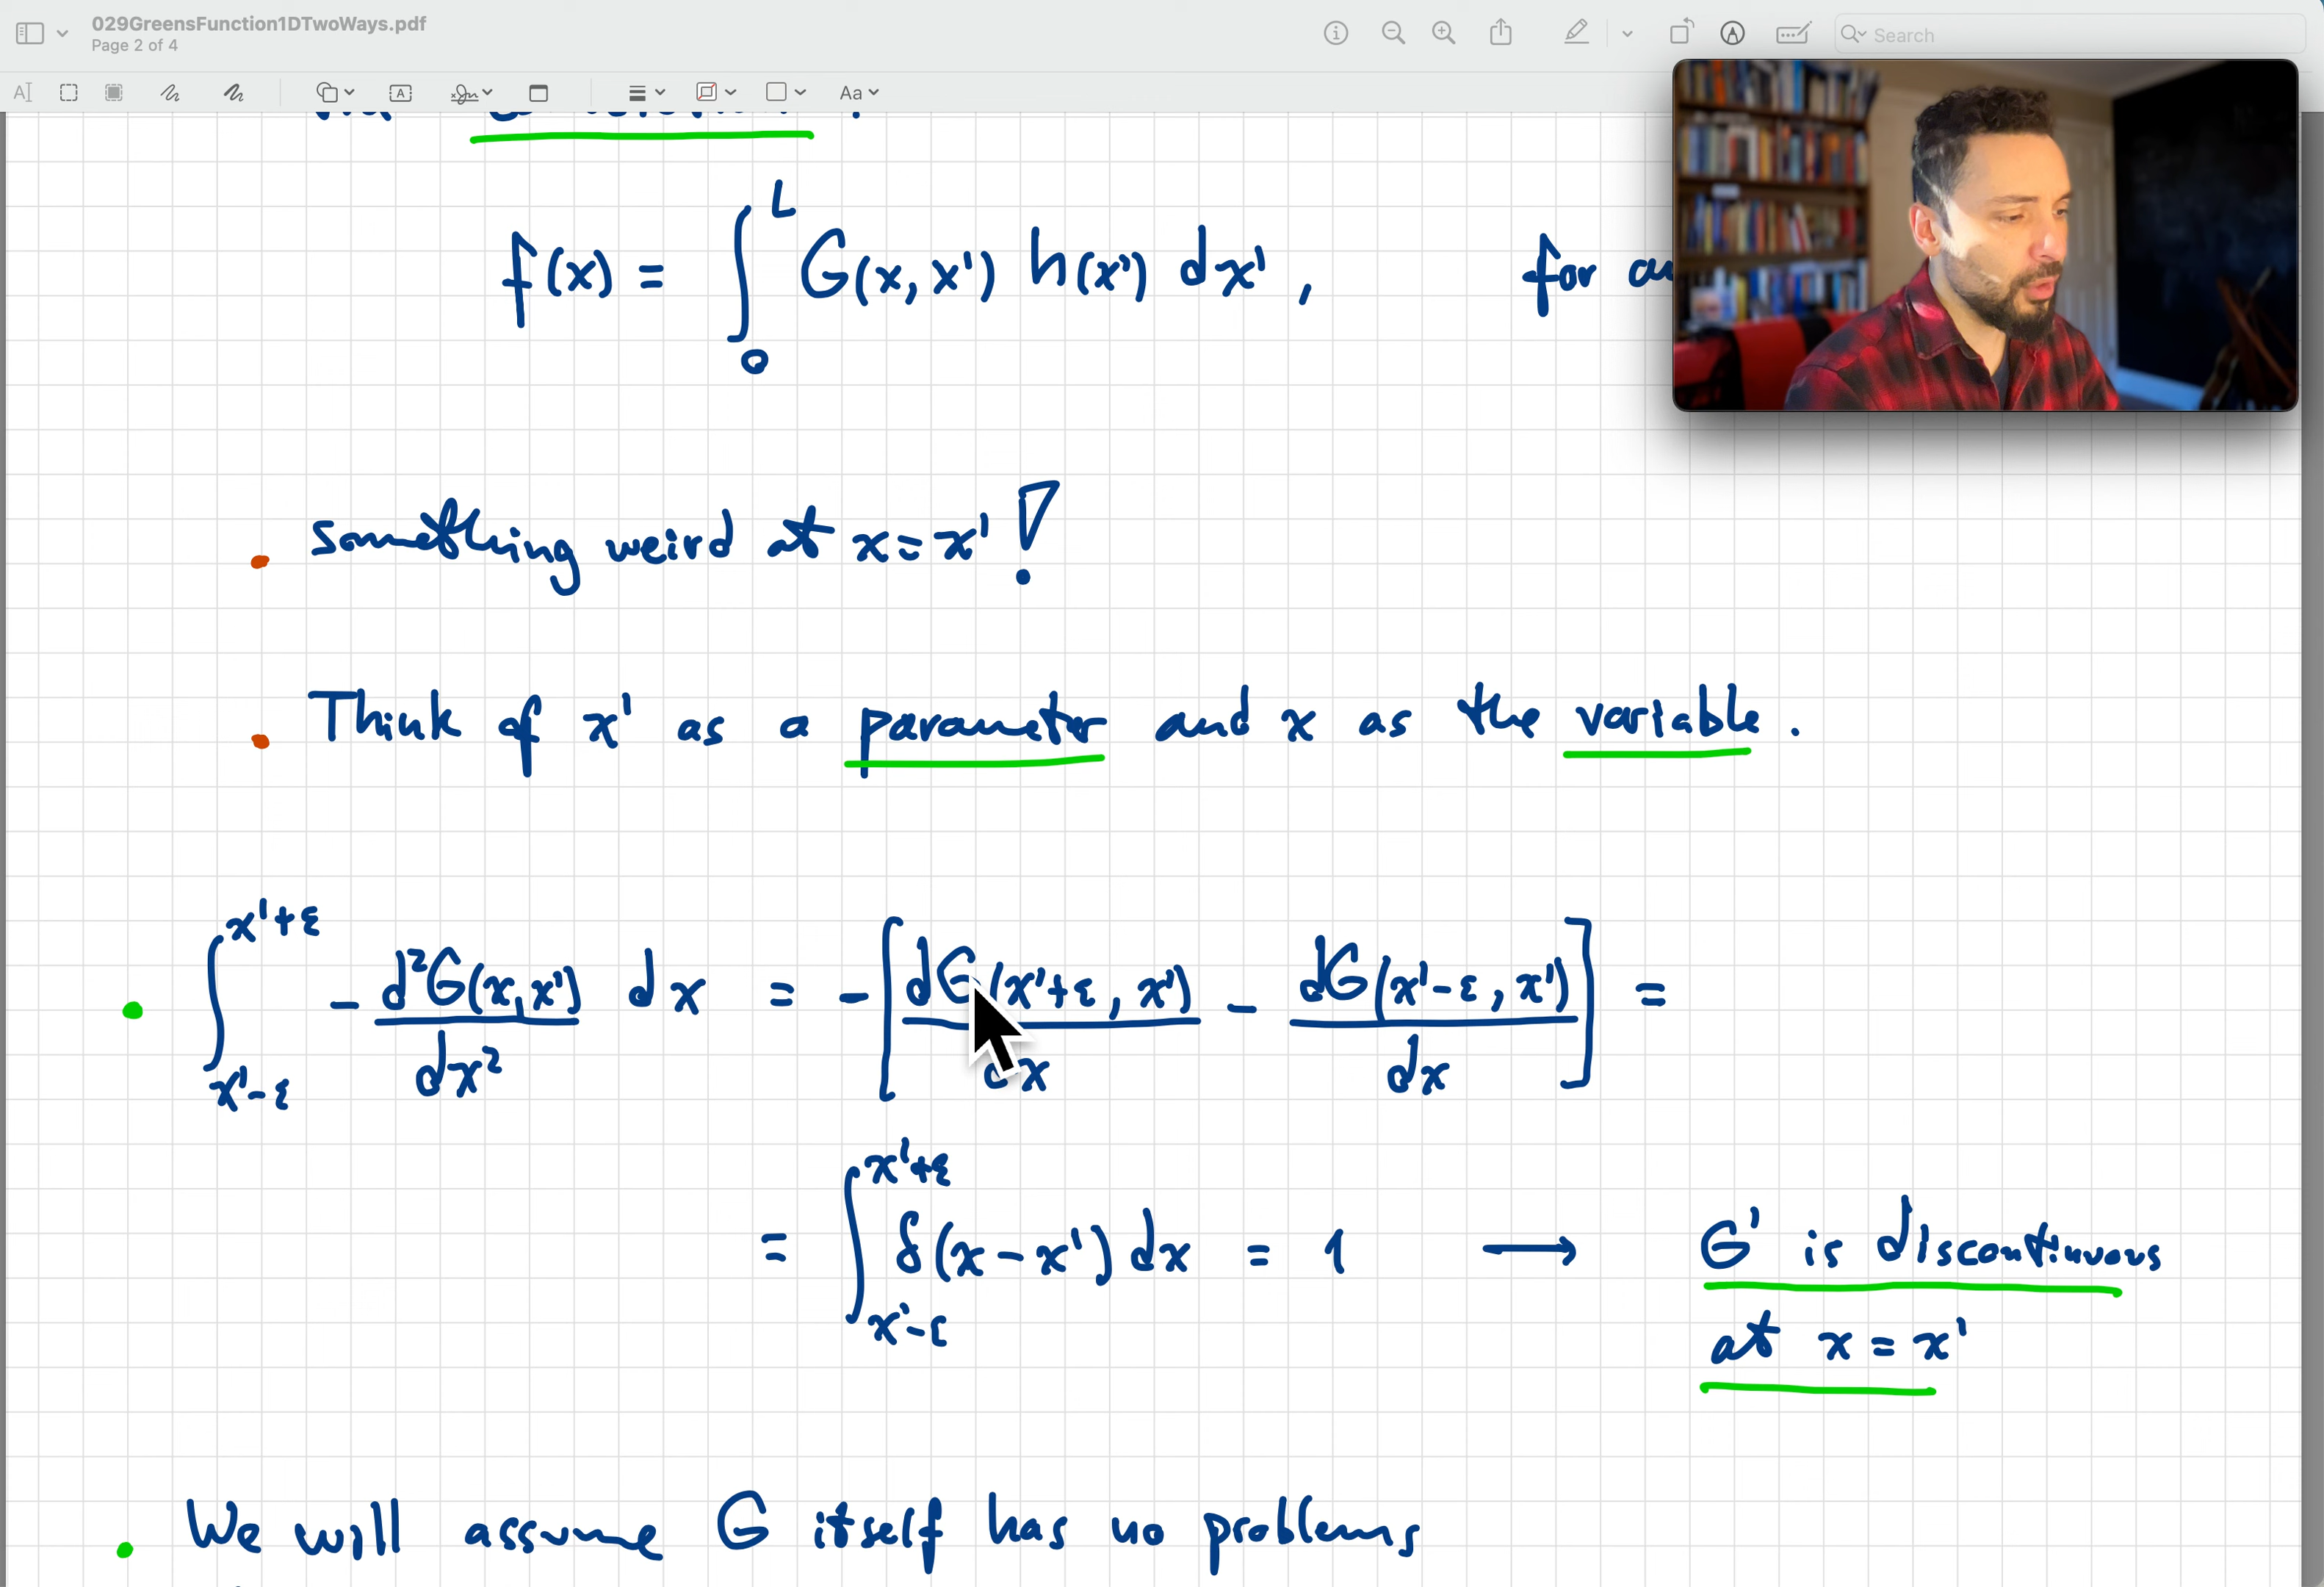 029GreensFunction1DTwoWays.pdf
Page 2 of 4
Search
Aa
f(x) = ∫₀ᴸ G(x, x') h(x') dx' , for
Something weird at x = x' !
Think of x' as a parameter and x as the variable .
∫_{x'-ε}^{x'+ε} - d²G(x,x')/dx² dx = - [ dG(x'+ε, x')/dx - dG(x'-ε, x')/dx ] =
= ∫_{x'-ε}^{x'+ε} δ(x - x') dx = 1 → G' is discontinuous
at x = x'
We will assume G itself has no problems